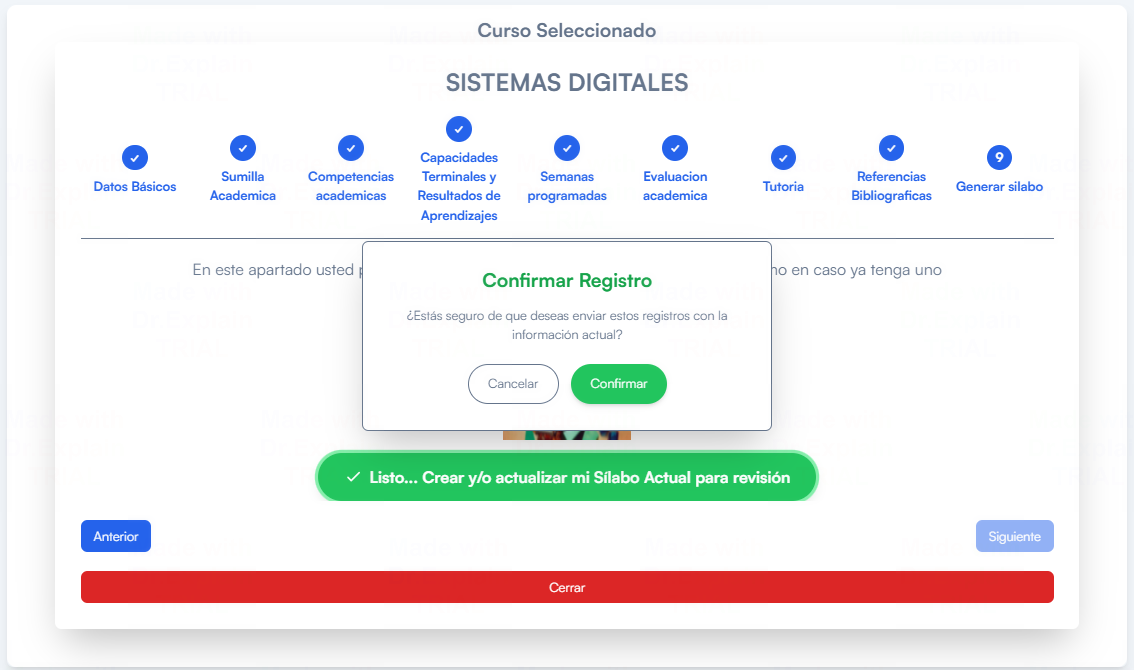 Curso Seleccionado
SISTEMAS DIGITALES
Datos Básicos
Sumilla
Academica
Competencias
academicas
Capacidades
Terminales y
Resultados de
Aprendizajes
Semanas
programadas
Evaluacion
academica
Tutoria
Referencias
Bibliograficas
9
Generar silabo
En este apartado usted
no en caso ya tenga uno
Confirmar Registro
¿Estás seguro de que deseas enviar estos registros con la
información actual?
Cancelar
Confirmar
Listo... Crear y/o actualizar mi Sílabo Actual para revisión
Anterior
Siguiente
Cerrar